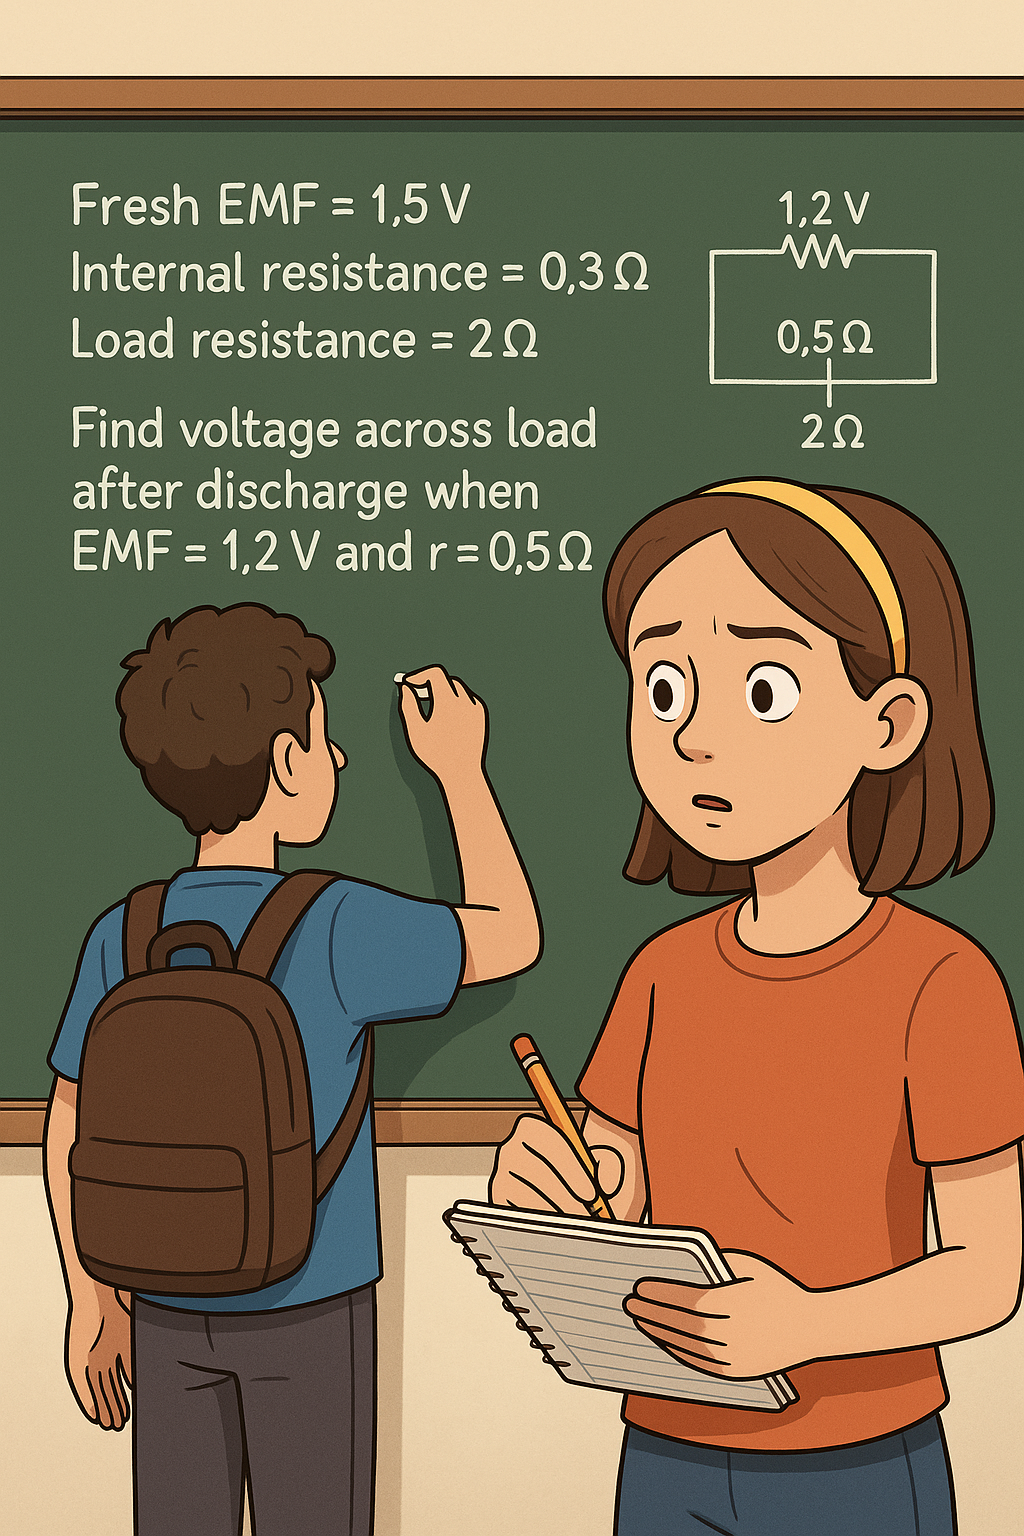 Fresh EMF = 1,5 V
Internal resistance = 0,3 Ω
Load resistance = 2 Ω
Find voltage across load
after discharge when
EMF = 1,2 V and r = 0,5 Ω
1,2 V
0,5 Ω
2 Ω